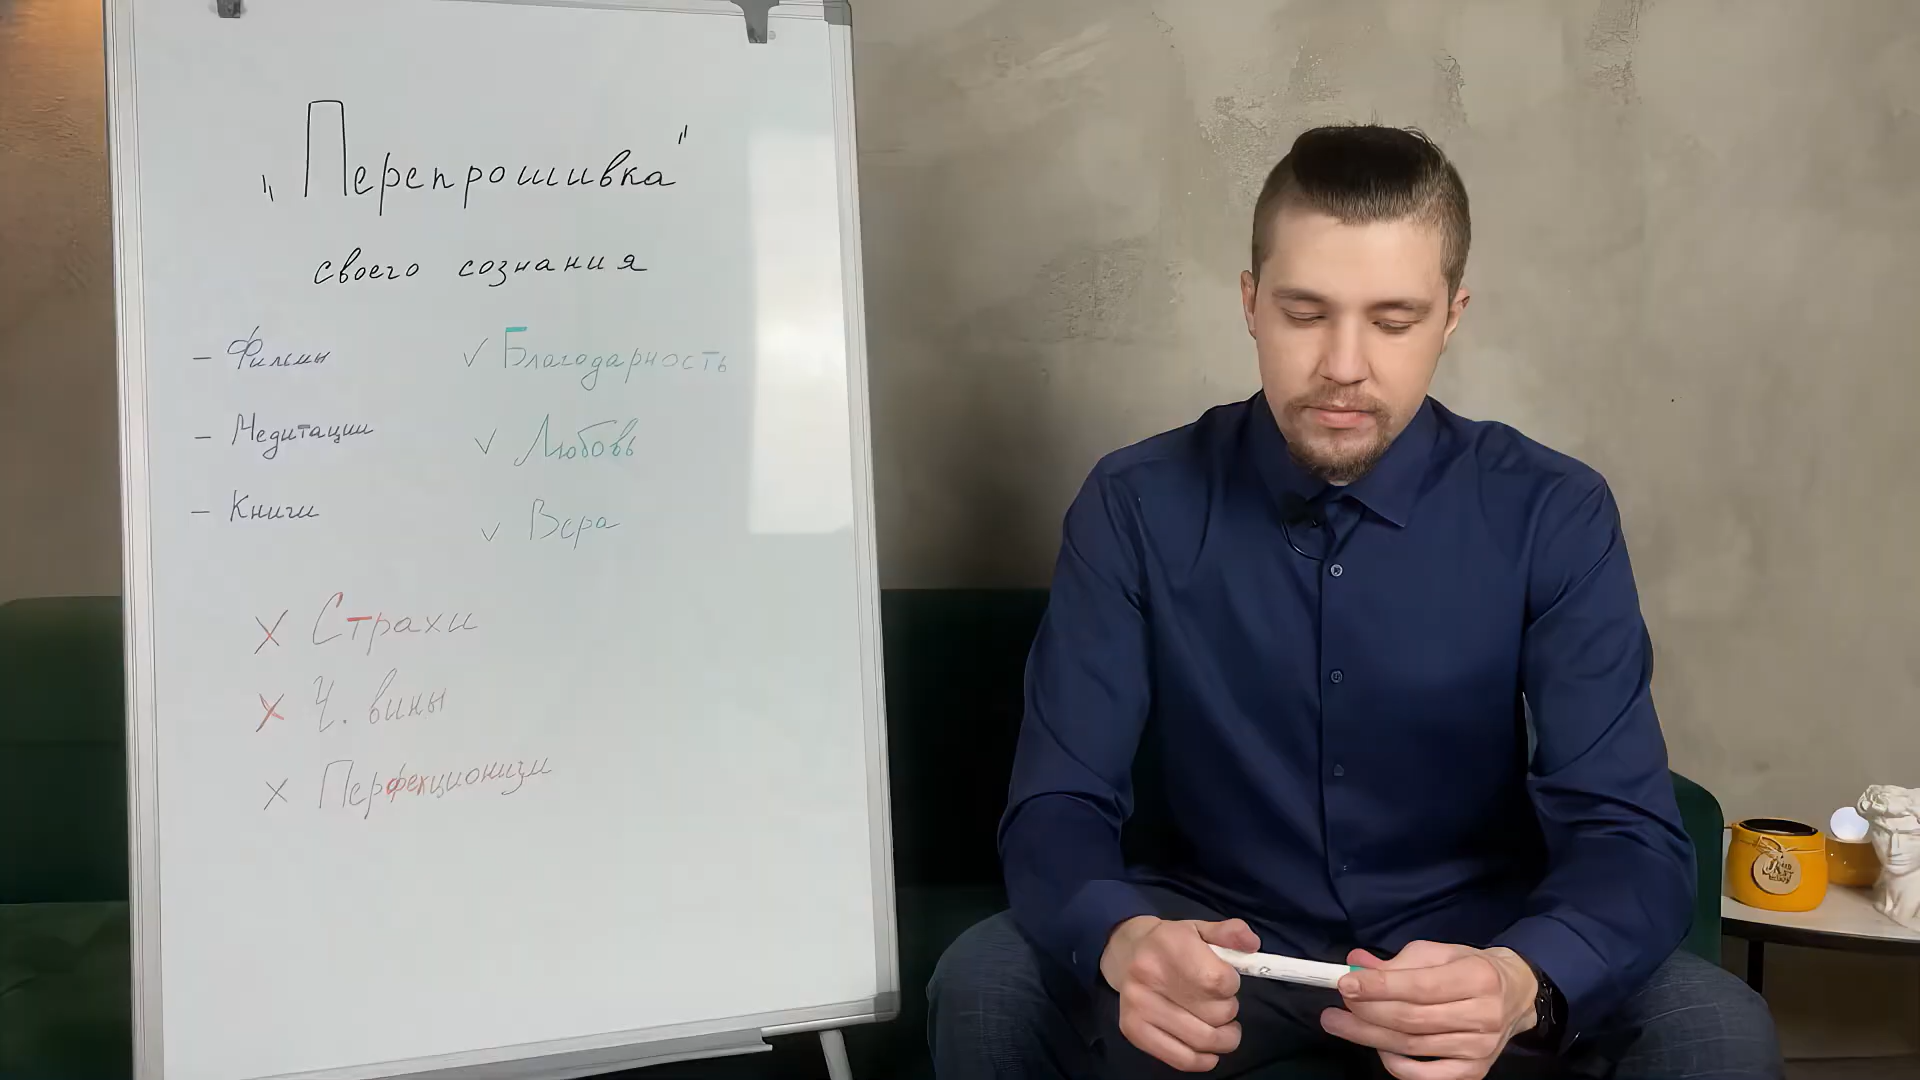 „Перепрошивка"
своего сознания
- Фильмы
- Медитации
- Книги
✓ Благодарность
✓ Любовь
✓ Вера
X Страхи
X Ч. вины
X Перфекционизм